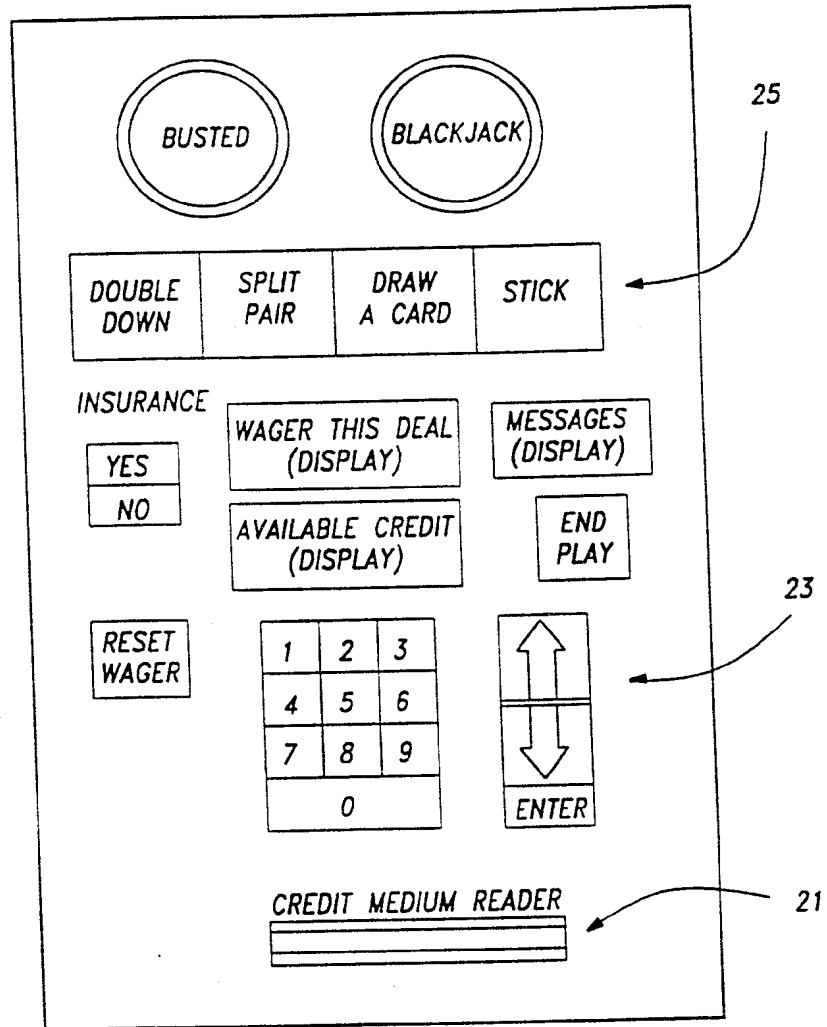 BUSTED
BLACKJACK
25
DOUBLE
DOWN
SPLIT
PAIR
DRAW
A CARD
STICK
INSURANCE
YES
NO
WAGER THIS DEAL
(DISPLAY)
MESSAGES
(DISPLAY)
AVAILABLE CREDIT
(DISPLAY)
END
PLAY
23
RESET
WAGER
1 2 3
4 5 6
7 8 9
0
ENTER
CREDIT MEDIUM READER
21